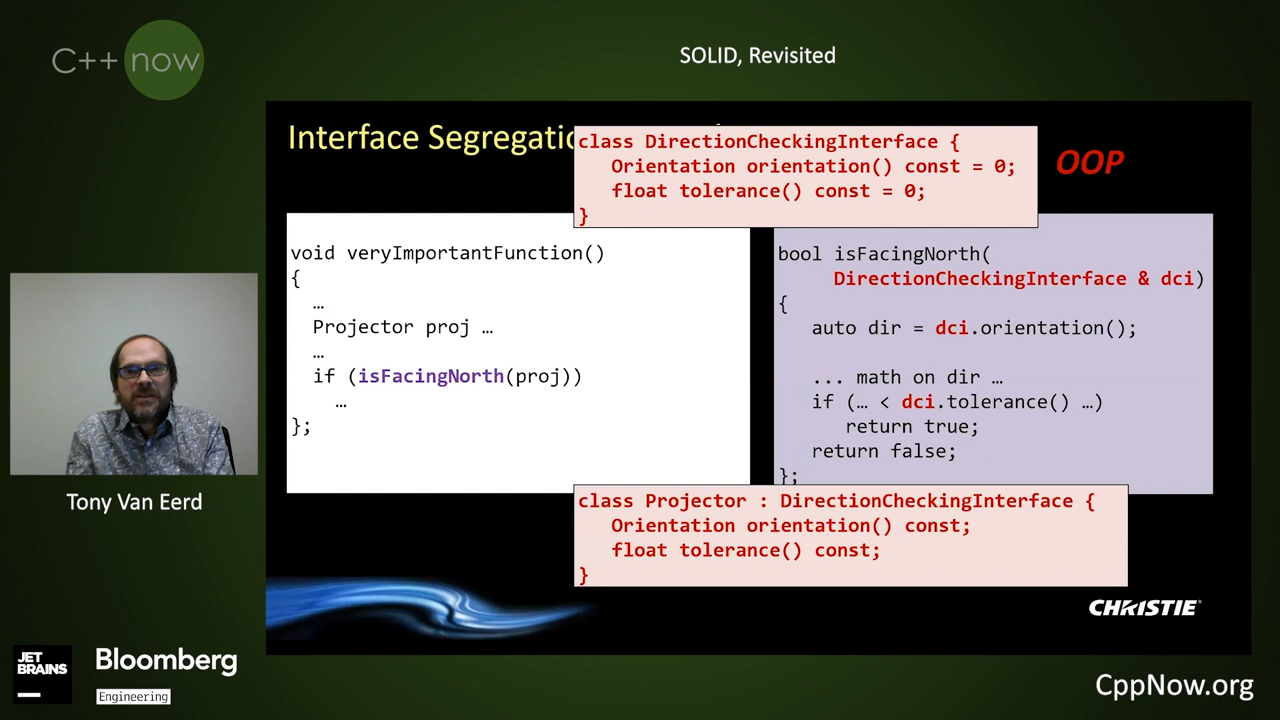 C++ now
SOLID, Revisited
Interface Segregatio
class DirectionCheckingInterface {
Orientation orientation() const = 0;
float tolerance() const = 0;
}
OOP
void veryImportantFunction()
{
…
Projector proj …
…
if (isFacingNorth(proj))
…
};
bool isFacingNorth(
DirectionCheckingInterface & dci)
{
auto dir = dci.orientation();
... math on dir …
if (… < dci.tolerance() …)
return true;
return false;
};
class Projector : DirectionCheckingInterface {
Orientation orientation() const;
float tolerance() const;
}
CHRISTIE
Tony Van Eerd
JET
BRAINS
Bloomberg
Engineering
CppNow.org